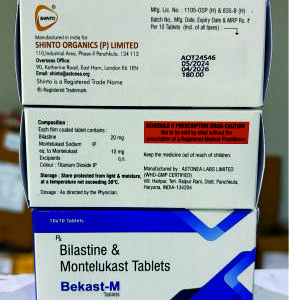 SHINTO
Manufactured in India for:
SHINTO ORGANICS (P) LIMITED
110,Industrial Area, Phase-II Panchkula. 134 113
Overseas Office:
90, Katherine Road, East Ham, London E6 1EN
Email: shinto@astonea.org
Shinto is a Registered Trade Name
®-Registered Trademark
Mfg. Lic. No. : 1105-OSP (H) & 835-B (H)
Batch No., Mfg. Date, Expiry Date & MRP Rs. ₹
Per 10 Tablets (Incl. of all taxes) :
AOT24546
05/2024
04/2026
180.00
Composition :
Each film coated tablet contains:
Bilastine 20 mg
Montelukast Sodium IP
eq. to Montelukast 10 mg
Excipients q.s.
Colour : Titanium Dioxide IP
Storage : Store protected from light & moisture,
at a temperature not exceeding 30°C.
Dosage : As directed by the Physician.
SCHEDULE H PRESCRIPTION DRUG-CAUTION
Not to be sold by retail without the
prescription of a Registered Medical Practitioner.
Keep the medicine out of reach of children.
Manufactured by: ASTONEA LABS LIMITED
(WHO-GMP CERTIFIED)
Vill. Haripur, Teh. Raipur Rani, Distt. Panchkula,
Haryana, INDIA-134204
10x10 Tablets
Rx
Bilastine &
Montelukast Tablets
Bekast-M
Tablets